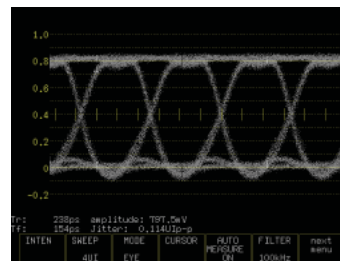 1.0
0.8
0.6
0.4
0.2
0
-0.2
Tr: 238ps amplitude: 797.5mV
Tf: 154ps Jitter: 0.114UIp-p
INTEN SWEEP MODE CURSOR AUTO MEASURE FILTER next menu
4UI EYE ON 100kHz